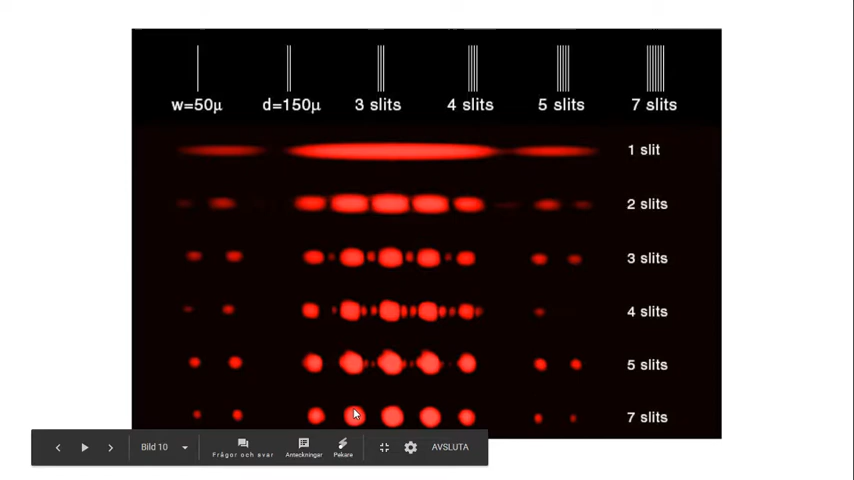 w=50μ d=150μ 3 slits 4 slits 5 slits 7 slits
1 slit
2 slits
3 slits
4 slits
5 slits
7 slits
Bild 10 Frågor och svar Anteckningar Pekare AVSLUTA